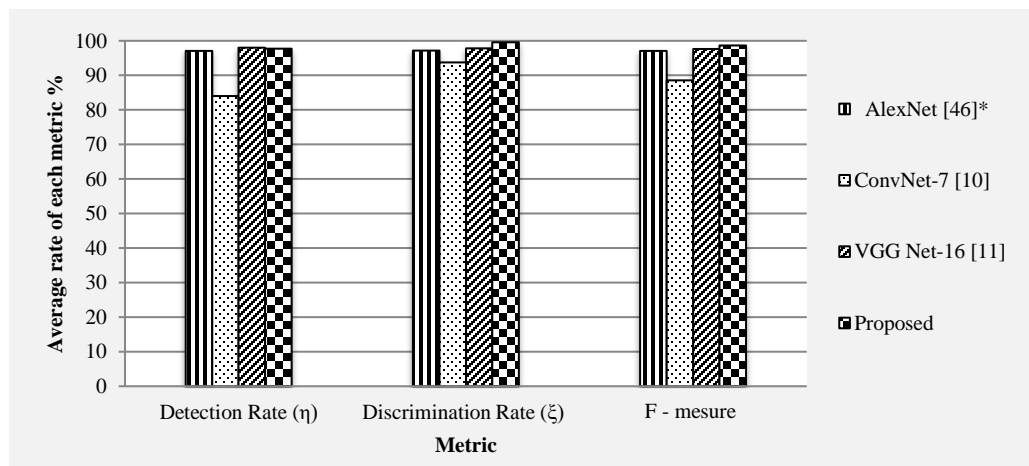 Average rate of each metric %
100
90
80
70
60
50
40
30
20
10
0
Detection Rate (η)
Discrimination Rate (ξ)
F - mesure
Metric
AlexNet [46]*
ConvNet-7 [10]
VGG Net-16 [11]
Proposed